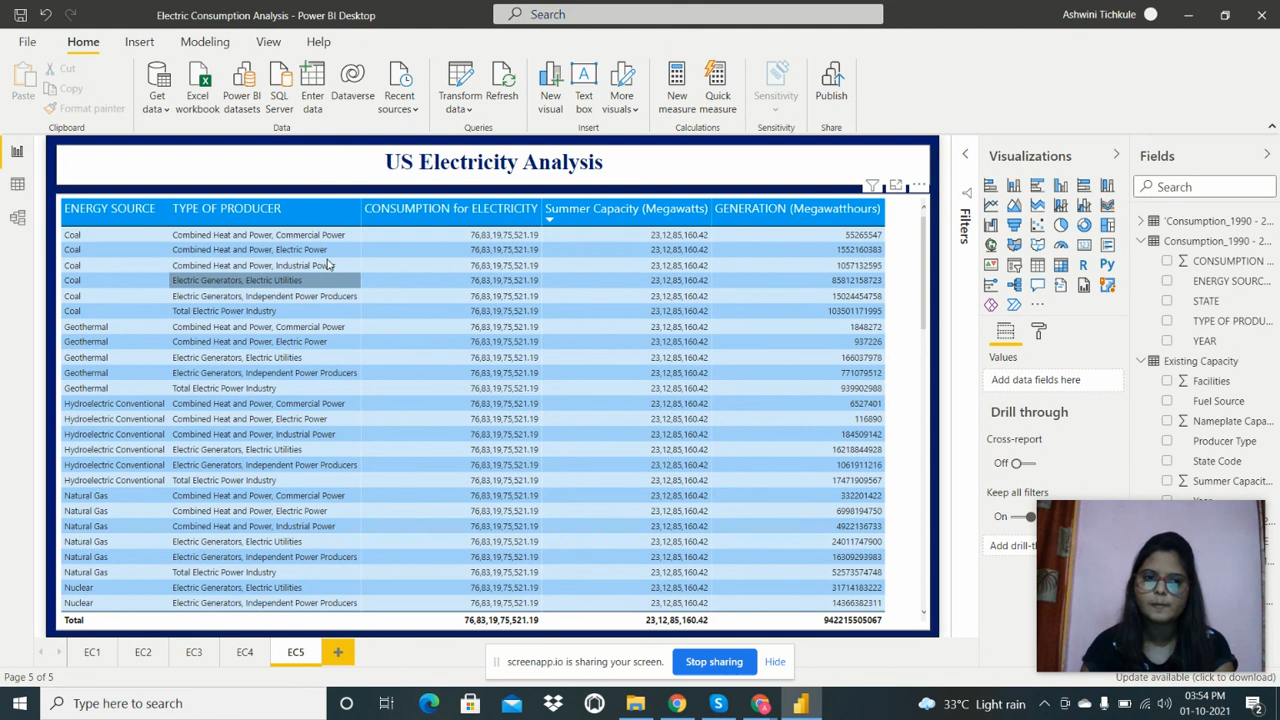 Electric Consumption Analysis - Power BI Desktop
Search
Ashwini Tichkule
File Home Insert Modeling View Help
Paste
Cut
Copy
Format painter
Clipboard
Get data
Excel workbook
Power BI datasets
SQL Server
Enter data
Dataverse
Recent sources
Data
Transform data
Refresh
Queries
New visual
Text box
More visuals
Insert
New measure
Quick measure
Calculations
Sensitivity
Sensitivity
Publish
Share
US Electricity Analysis
ENERGY SOURCE TYPE OF PRODUCER CONSUMPTION for ELECTRICITY Summer Capacity (Megawatts) GENERATION (Megawatthours)
Coal Combined Heat and Power, Commercial Power 76,83,19,75,521.19 23,12,85,160.42 55265547
Coal Combined Heat and Power, Electric Power 76,83,19,75,521.19 23,12,85,160.42 1552160383
Coal Combined Heat and Power, Industrial Power 76,83,19,75,521.19 23,12,85,160.42 1057132595
Coal Electric Generators, Electric Utilities 76,83,19,75,521.19 23,12,85,160.42 85812158723
Coal Electric Generators, Independent Power Producers 76,83,19,75,521.19 23,12,85,160.42 15024454758
Coal Total Electric Power Industry 76,83,19,75,521.19 23,12,85,160.42 103501171995
Geothermal Combined Heat and Power, Commercial Power 76,83,19,75,521.19 23,12,85,160.42 1848272
Geothermal Combined Heat and Power, Electric Power 76,83,19,75,521.19 23,12,85,160.42 937226
Geothermal Electric Generators, Electric Utilities 76,83,19,75,521.19 23,12,85,160.42 166037978
Geothermal Electric Generators, Independent Power Producers 76,83,19,75,521.19 23,12,85,160.42 771079512
Geothermal Total Electric Power Industry 76,83,19,75,521.19 23,12,85,160.42 939902988
Hydroelectric Conventional Combined Heat and Power, Commercial Power 76,83,19,75,521.19 23,12,85,160.42 6527401
Hydroelectric Conventional Combined Heat and Power, Electric Power 76,83,19,75,521.19 23,12,85,160.42 116890
Hydroelectric Conventional Combined Heat and Power, Industrial Power 76,83,19,75,521.19 23,12,85,160.42 184509142
Hydroelectric Conventional Electric Generators, Electric Utilities 76,83,19,75,521.19 23,12,85,160.42 16218844928
Hydroelectric Conventional Electric Generators, Independent Power Producers 76,83,19,75,521.19 23,12,85,160.42 1061911216
Hydroelectric Conventional Total Electric Power Industry 76,83,19,75,521.19 23,12,85,160.42 17471909567
Natural Gas Combined Heat and Power, Commercial Power 76,83,19,75,521.19 23,12,85,160.42 332201422
Natural Gas Combined Heat and Power, Electric Power 76,83,19,75,521.19 23,12,85,160.42 6998194750
Natural Gas Combined Heat and Power, Industrial Power 76,83,19,75,521.19 23,12,85,160.42 4922136733
Natural Gas Electric Generators, Electric Utilities 76,83,19,75,521.19 23,12,85,160.42 24011747900
Natural Gas Electric Generators, Independent Power Producers 76,83,19,75,521.19 23,12,85,160.42 16309293983
Natural Gas Total Electric Power Industry 76,83,19,75,521.19 23,12,85,160.42 52573574748
Nuclear Electric Generators, Electric Utilities 76,83,19,75,521.19 23,12,85,160.42 31714183222
Nuclear Electric Generators, Independent Power Producers 76,83,19,75,521.19 23,12,85,160.42 14366382311
Total 76,83,19,75,521.19 23,12,85,160.42 942215505067
Filters
Visualizations
R Py
Values
Add data fields here
Drill through
Cross-report
Off
Keep all filters
On
Add drill-th
Fields
Search
'Consumption_1990 - 2
Consumption_1990 - 2...
CONSUMPTION ...
ENERGY SOURC...
STATE
TYPE OF PRODU...
YEAR
Existing Capacity
Facilities
Fuel Source
Nameplate Capa...
Producer Type
State Code
Summer Capacit...
EC1 EC2 EC3 EC4 EC5 +
screenapp.io is sharing your screen. Stop sharing Hide
Page 5 of 5
Update available (click to download)
Type here to search
33°C Light rain
03:54 PM
01-10-2021
2